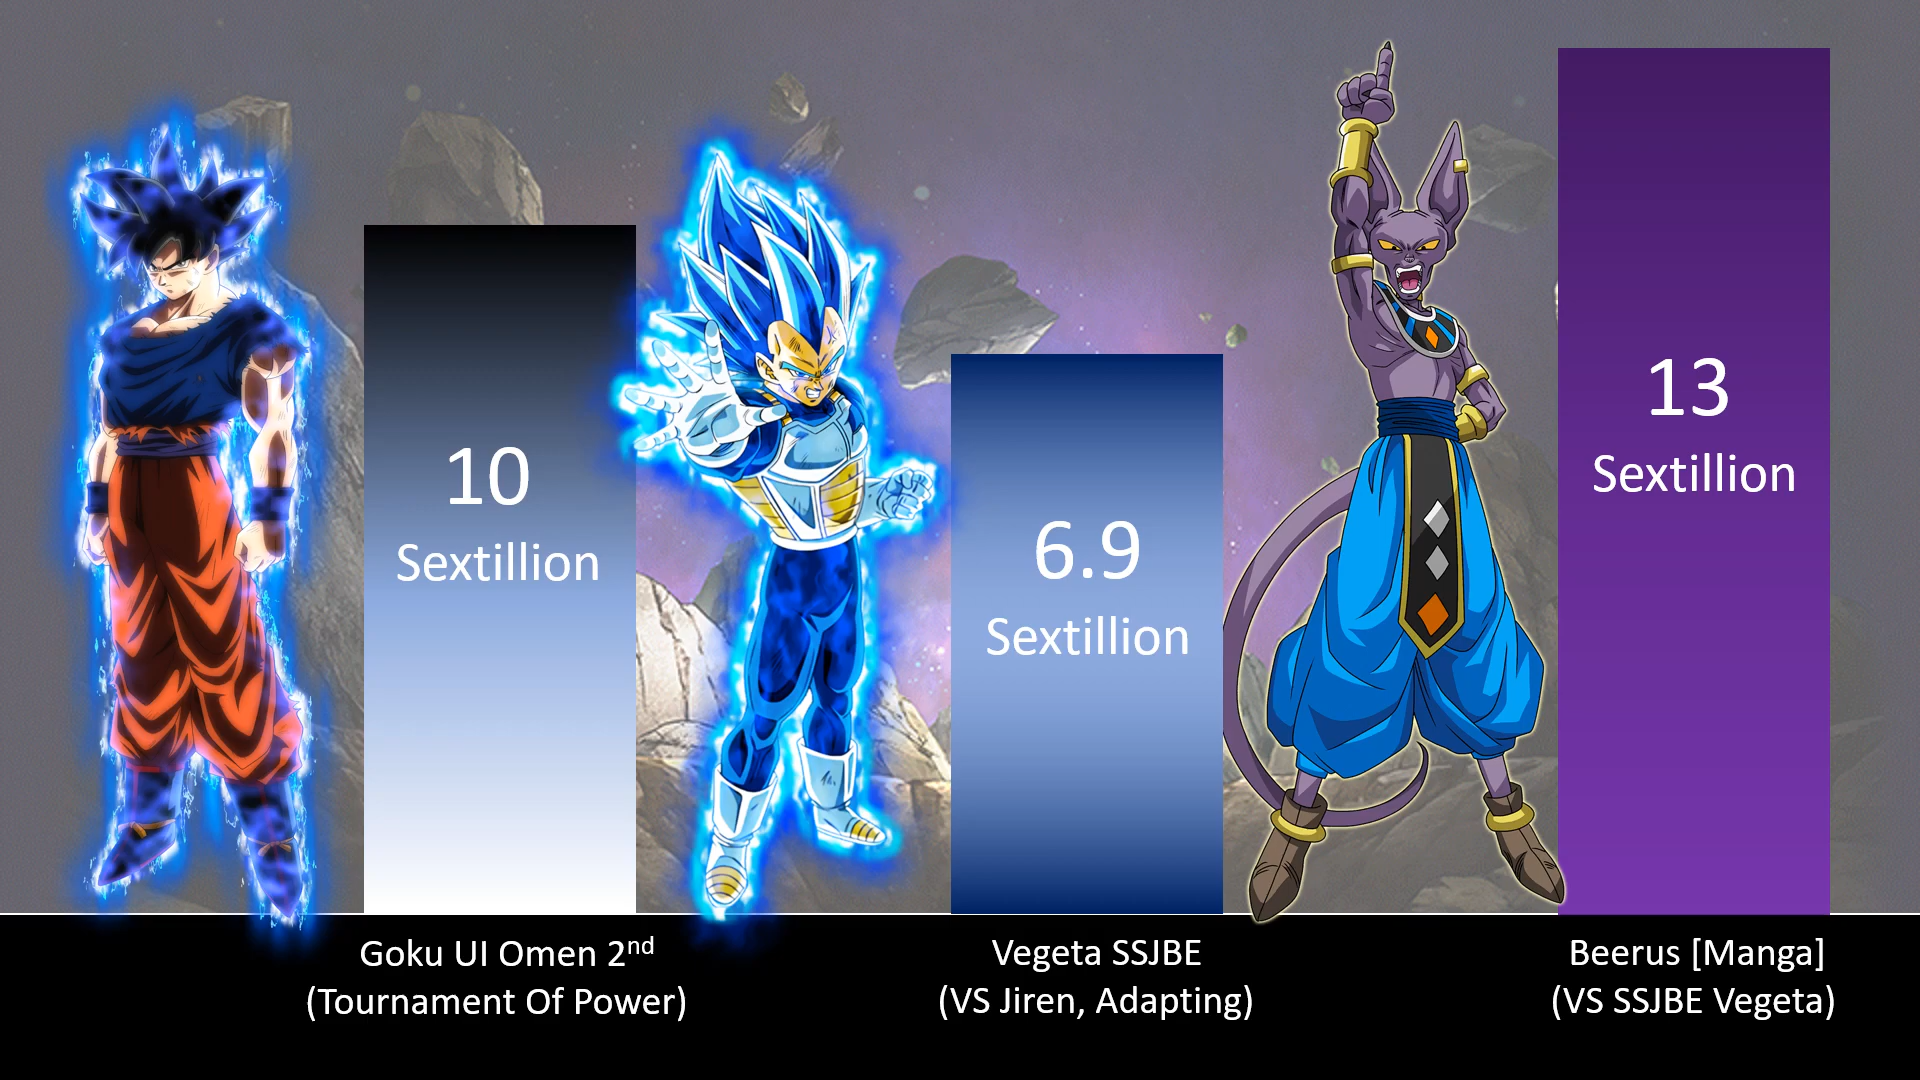 10
Sextillion
6.9
Sextillion
13
Sextillion
Goku UI Omen 2nd
(Tournament Of Power)
Vegeta SSJBE
(VS Jiren, Adapting)
Beerus [Manga]
(VS SSJBE Vegeta)